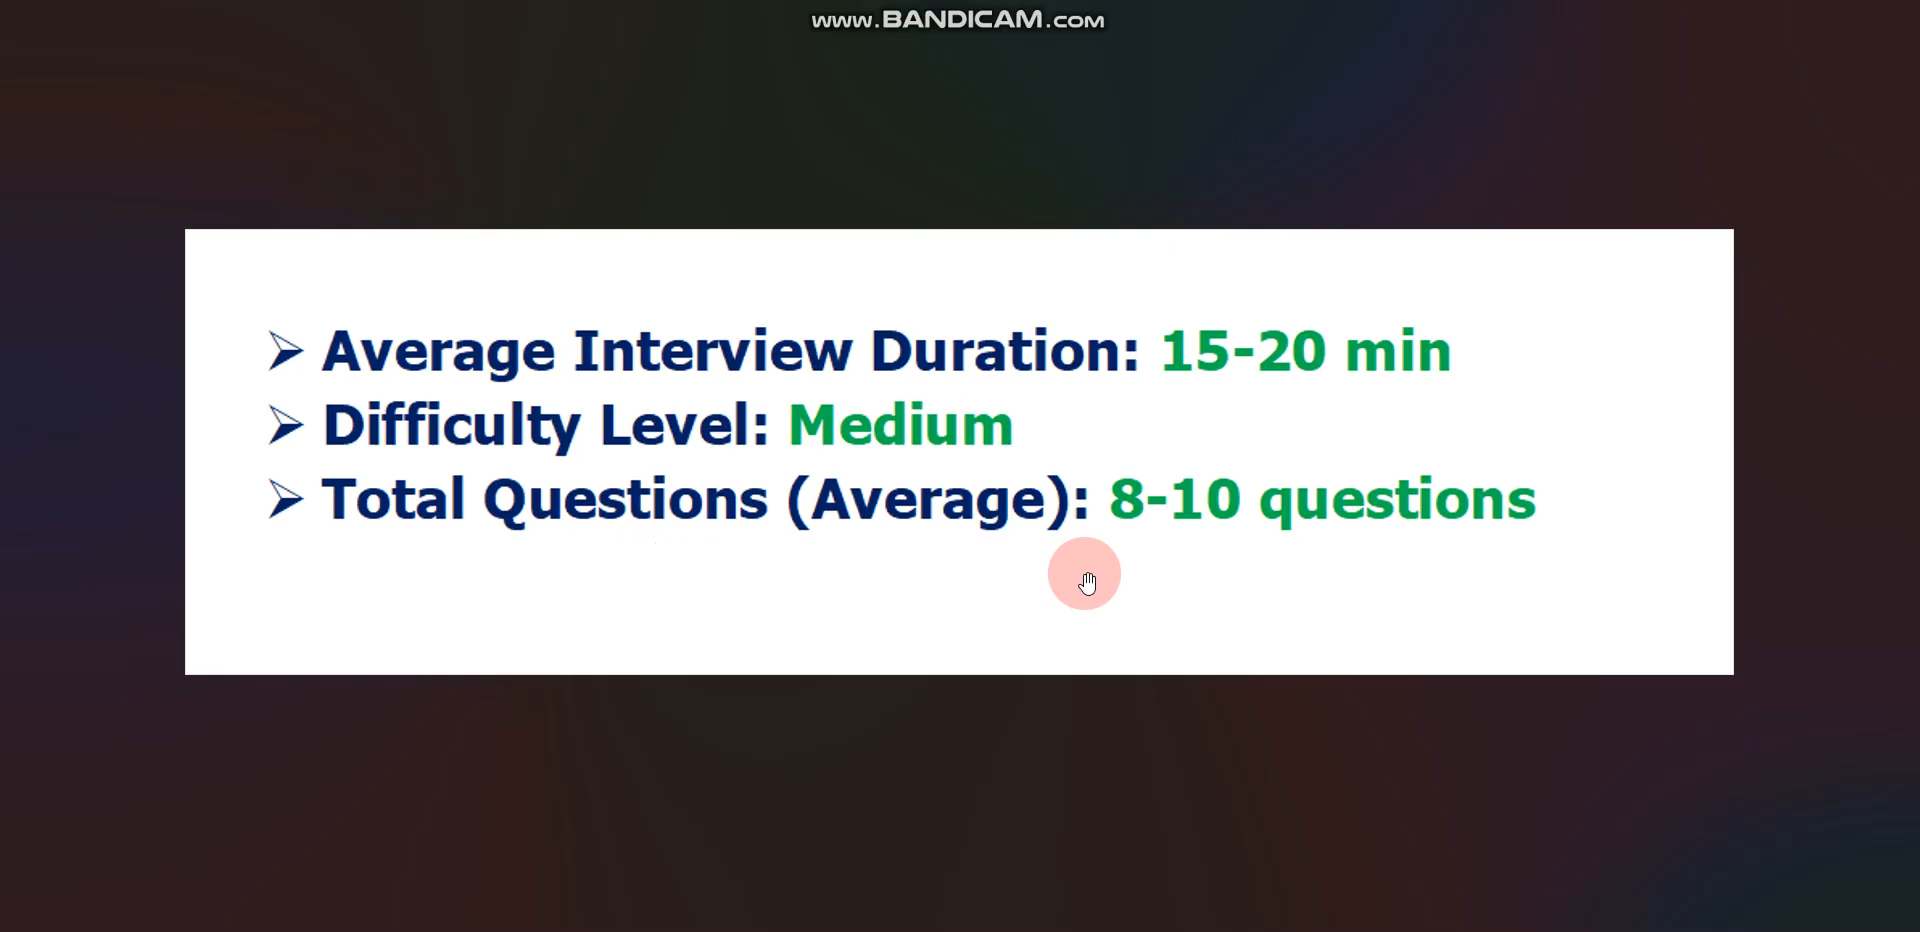 www.BANDICAM.com
➢ Average Interview Duration: 15-20 min
➢ Difficulty Level: Medium
➢ Total Questions (Average): 8-10 questions